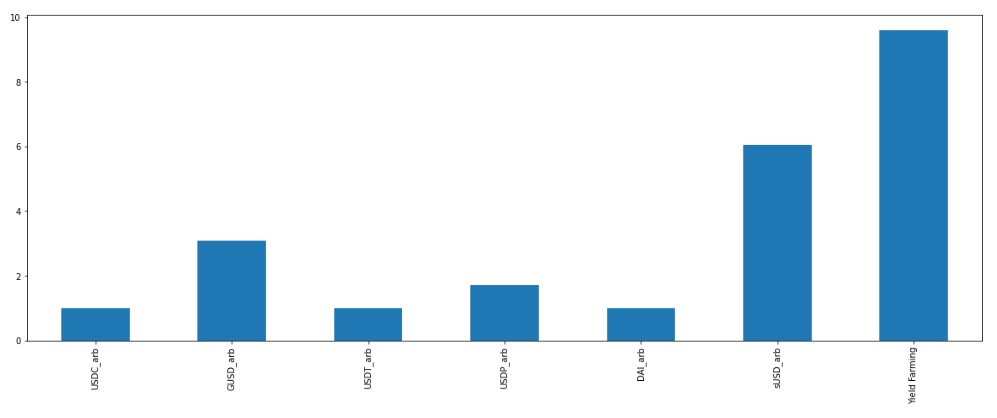 10
8
6
4
2
0
USDC_arb
GUSD_arb
USDT_arb
USDP_arb
DAI_arb
sUSD_arb
Yield Farming